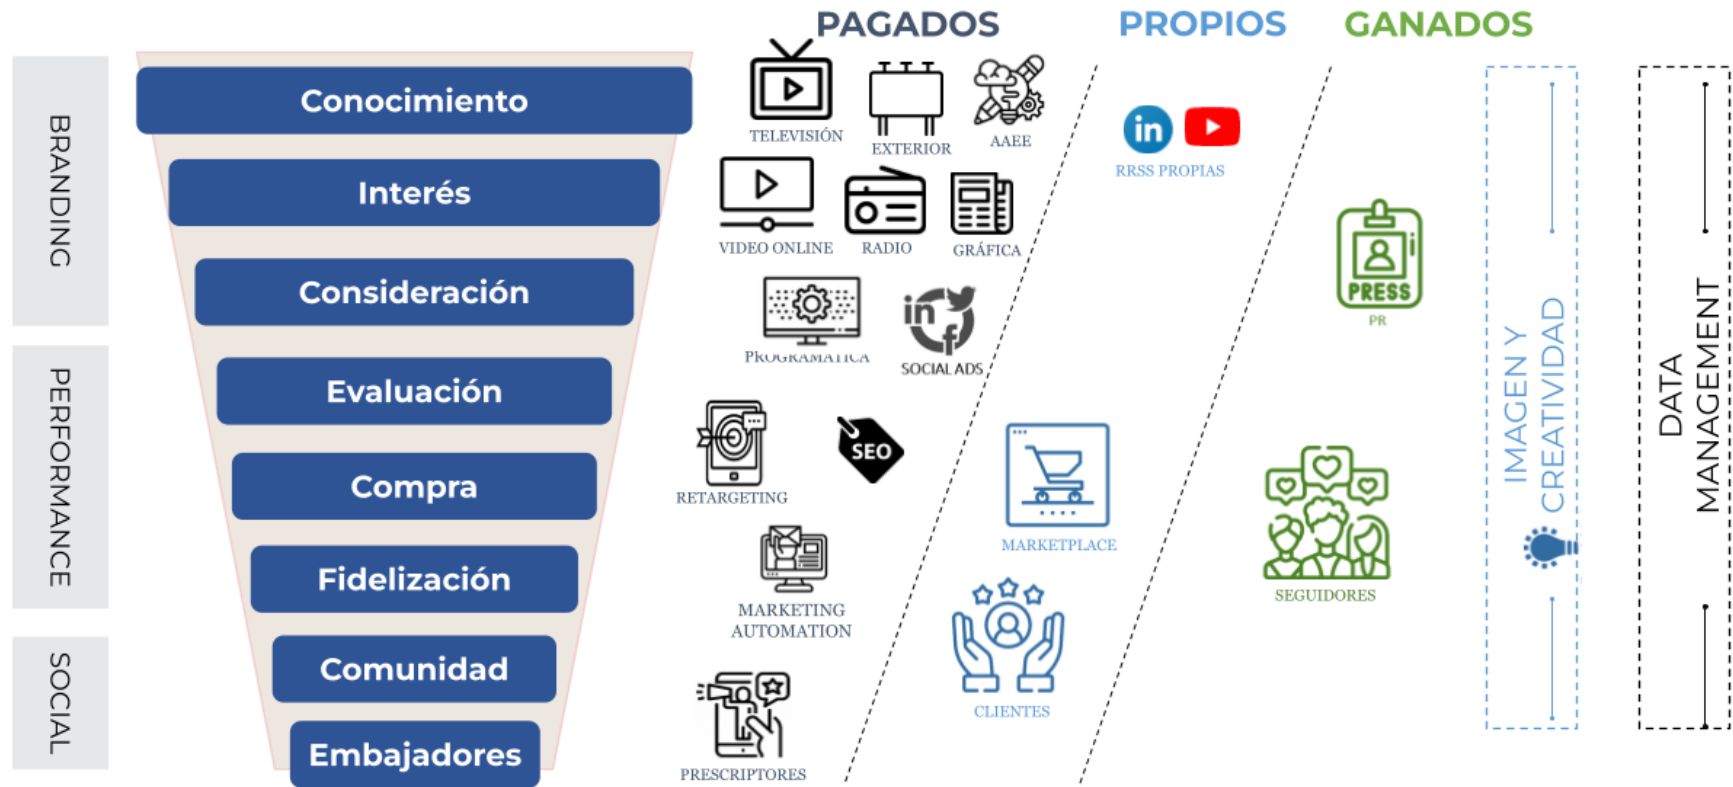 PAGADOS
PROPIOS
GANADOS
BRANDING
PERFORMANCE
SOCIAL
Conocimiento
Interés
Consideración
Evaluación
Compra
Fidelización
Comunidad
Embajadores
TELEVISIÓN
EXTERIOR
AAEE
VIDEO ONLINE
RADIO
GRÁFICA
PROGRAMÁTICA
in
f
SOCIAL ADS
RETARGETING
SEO
MARKETING
AUTOMATION
PRESCRIPTORES
in
RRSS PROPIAS
MARKETPLACE
CLIENTES
PRESS
PR
SEGUIDORES
IMAGEN Y
CREATIVIDAD
DATA
MANAGEMENT